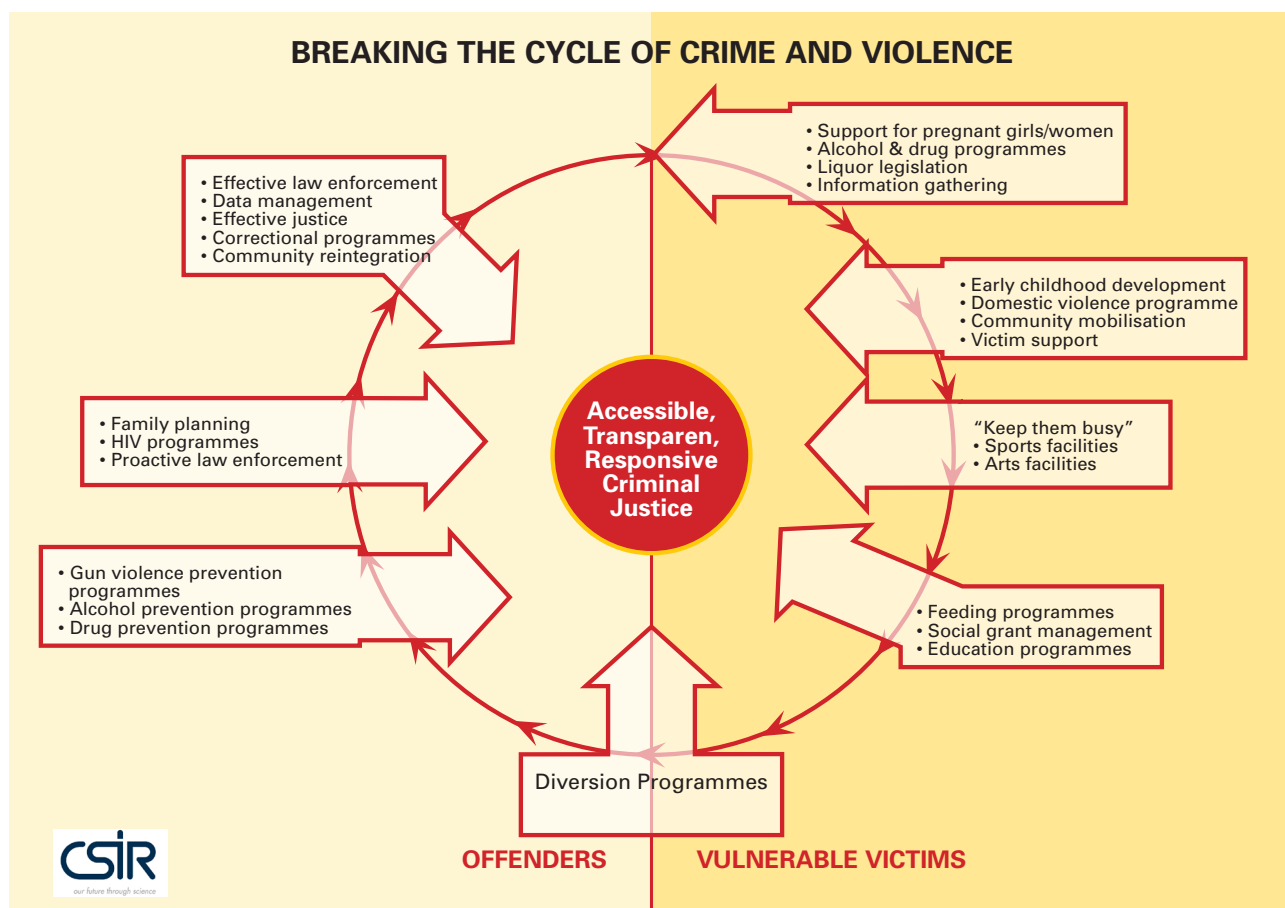 BREAKING THE CYCLE OF CRIME AND VIOLENCE
• Support for pregnant girls/women
• Alcohol & drug programmes
• Liquor legislation
• Information gathering
• Early childhood development
• Domestic violence programme
• Community mobilisation
• Victim support
“Keep them busy”
• Sports facilities
• Arts facilities
• Feeding programmes
• Social grant management
• Education programmes
Diversion Programmes
• Gun violence prevention
programmes
• Alcohol prevention programmes
• Drug prevention programmes
• Family planning
• HIV programmes
• Proactive law enforcement
• Effective law enforcement
• Data management
• Effective justice
• Correctional programmes
• Community reintegration
Accessible,
Transparen,
Responsive
Criminal
Justice
OFFENDERS
VULNERABLE VICTIMS
CSIR
our future through science